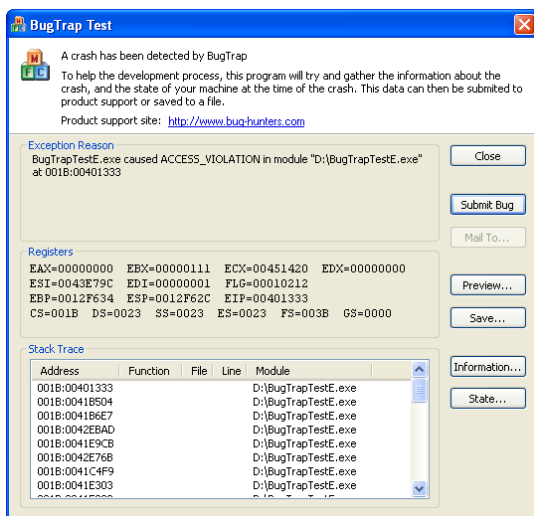 BugTrap Test
M
F C
A crash has been detected by BugTrap
To help the development process, this program will try and gather the information about the
crash, and the state of your machine at the time of the crash. This data can then be submited to
product support or saved to a file.
Product support site: http://www.bug-hunters.com
Exception Reason
BugTrapTestE.exe caused ACCESS_VIOLATION in module "D:\BugTrapTestE.exe"
at 001B:00401333
Close
Submit Bug
Mail To...
Registers
EAX=00000000 EBX=00000111 ECX=00451420 EDX=00000000
ESI=0043E79C EDI=00000001 FLG=00010212
EBP=0012F634 ESP=0012F62C EIP=00401333
CS=001B DS=0023 SS=0023 ES=0023 FS=003B GS=0000
Preview...
Save...
Stack Trace
Address Function File Line Module
001B:00401333 D:\BugTrapTestE.exe
001B:0041B504 D:\BugTrapTestE.exe
001B:0041B6E7 D:\BugTrapTestE.exe
001B:0042EBAD D:\BugTrapTestE.exe
001B:0041E9CB D:\BugTrapTestE.exe
001B:0042E76B D:\BugTrapTestE.exe
001B:0041C4F9 D:\BugTrapTestE.exe
001B:0041E303 D:\BugTrapTestE.exe
Information...
State...